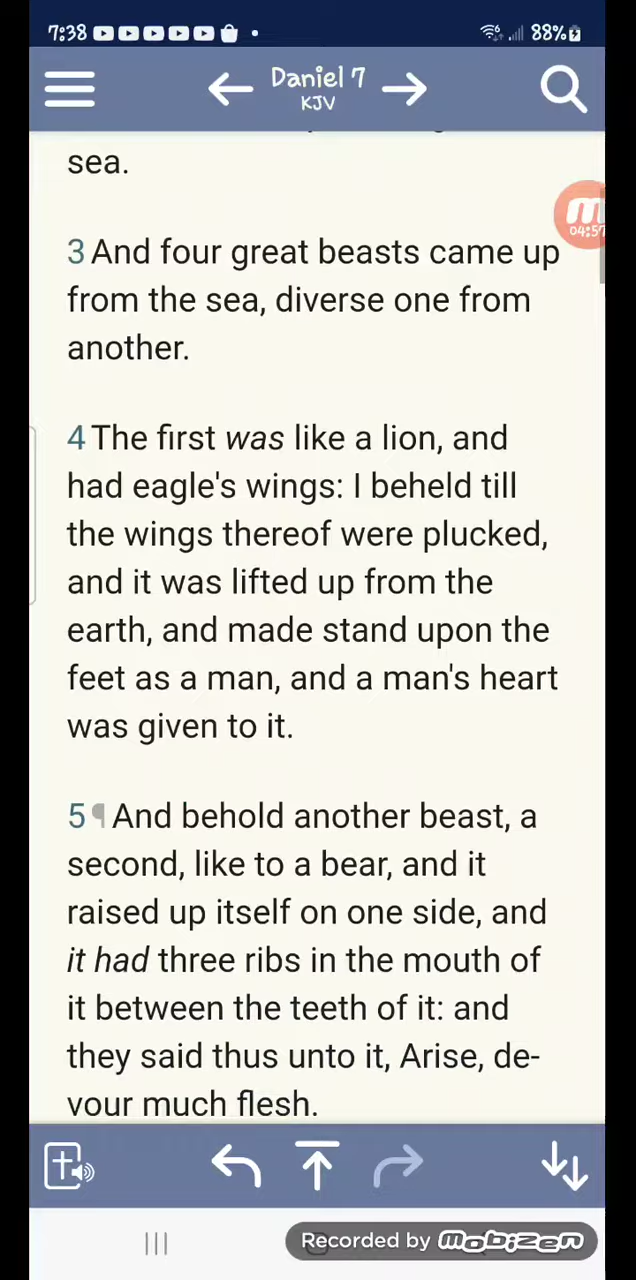 7:38 88%
Daniel 7
KJV
sea.
3 And four great beasts came up
from the sea, diverse one from
another.
4 The first was like a lion, and
had eagle's wings: I beheld till
the wings thereof were plucked,
and it was lifted up from the
earth, and made stand upon the
feet as a man, and a man's heart
was given to it.
5 ¶ And behold another beast, a
second, like to a bear, and it
raised up itself on one side, and
it had three ribs in the mouth of
it between the teeth of it: and
they said thus unto it, Arise, de-
vour much flesh.
04:57
Recorded by mobizen